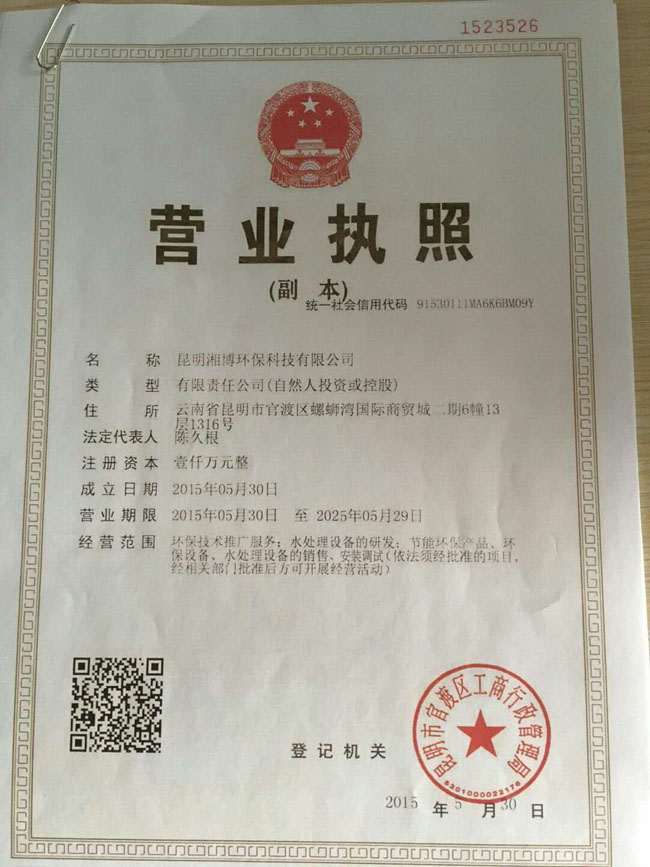 1523526
营业执照
(副 本)
统一社会信用代码 91530111MA6K6BM09Y
名 称 昆明湘博环保科技有限公司
类 型 有限责任公司(自然人投资或控股)
住 所 云南省昆明市官渡区螺蛳湾国际商贸城二期6幢13
层1316号
法定代表人 陈久根
注册资本 壹仟万元整
成立日期 2015年05月30日
营业期限 2015年05月30日 至 2025年05月29日
经营范围 环保技术推广服务；水处理设备的研发；节能环保产品、环
保设备、水处理设备的销售、安装调试(依法须经批准的项目,
经相关部门批准后方可开展经营活动)
昆明市官渡区工商行政管理局
登记机关
5301000022176
2015 年 5 月 30 日